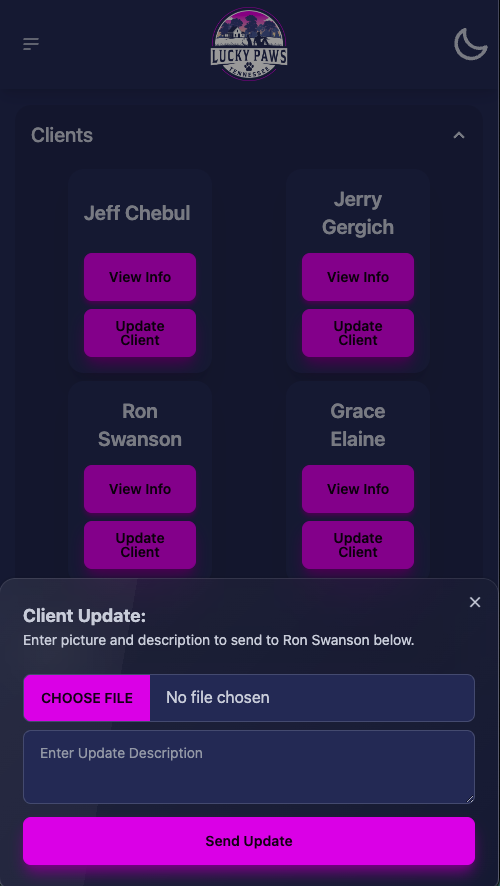 LUCKY PAWS
TENNESSEE
Clients
Jeff Chebul
Jerry
Gergich
View Info
View Info
Update
Client
Update
Client
Ron
Swanson
Grace
Elaine
View Info
View Info
Update
Client
Update
Client
Client Update:
Enter picture and description to send to Ron Swanson below.
CHOOSE FILE No file chosen
Enter Update Description
Send Update